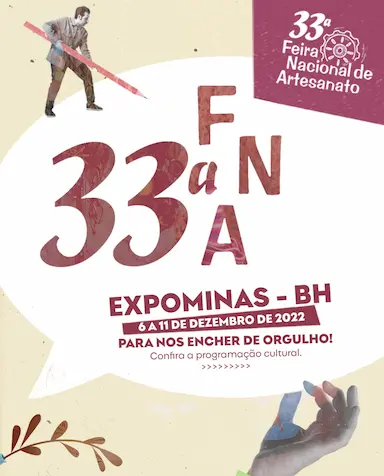 33ª
Feira
Nacional de
Artesanato
33ª
F
N
A
EXPOMINAS - BH
6 A 11 DE DEZEMBRO DE 2022
PARA NOS ENCHER DE ORGULHO!
Confira a programação cultural.
>>>>>>>>>